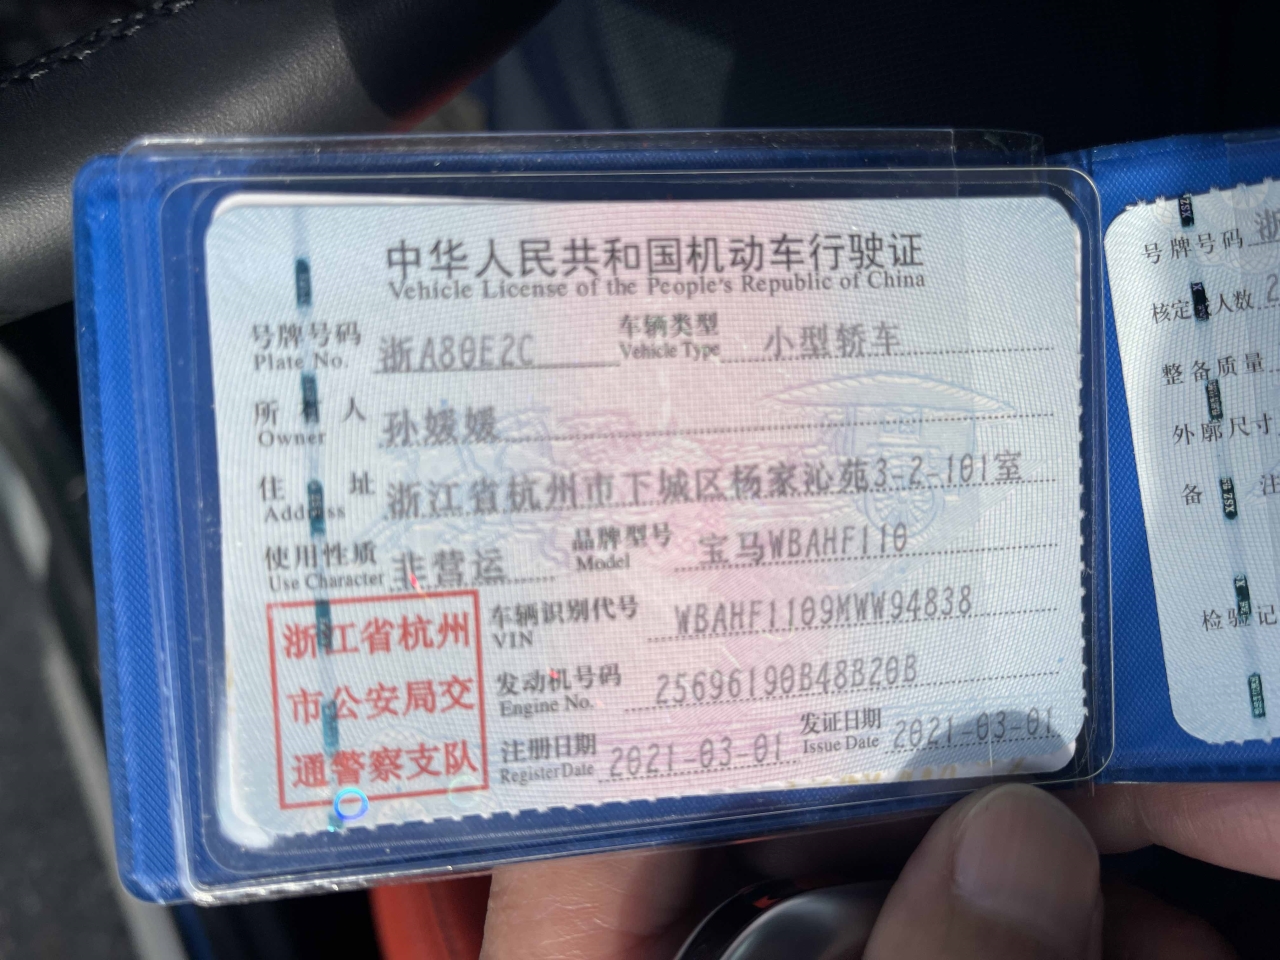 中华人民共和国机动车行驶证
Vehicle License of the People's Republic of China
号牌号码 浙A80E2C 车辆类型 小型轿车
Plate No. Vehicle Type
所有人 孙媛媛
Owner
住址 浙江省杭州市下城区杨家沁苑3-2-101室
Address
使用性质 非营运 品牌型号 宝马WBAHF110
Use Character Model
车辆识别代号 WBAHF1109MWW94838
VIN
发动机号码 25696190B48B20B
Engine No.
注册日期 2021-03-01 发证日期 2021-03-01
Register Date Issue Date
浙江省杭州
市公安局交
通警察支队
号牌号码 浙
核定载人数
整备质量
外廓尺寸
备注
检验记